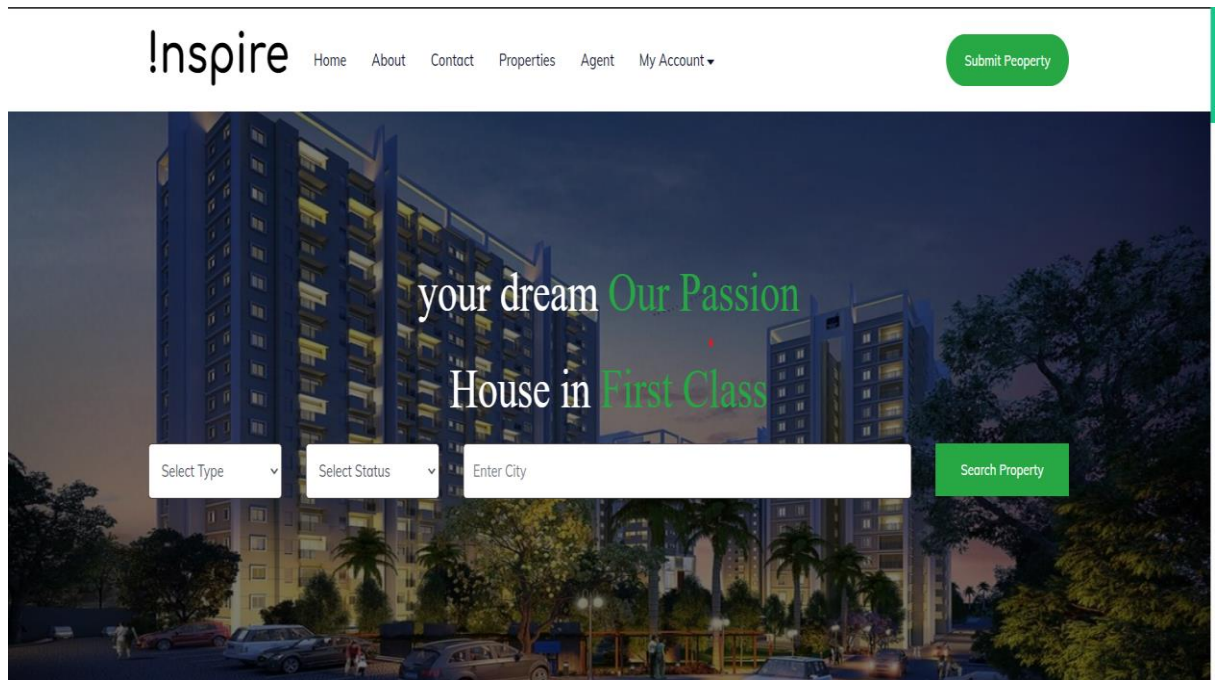 !nspire Home About Contact Properties Agent My Account Submit Peoperty
your dream Our Passion
House in First Class
Select Type Select Status Enter City Search Property